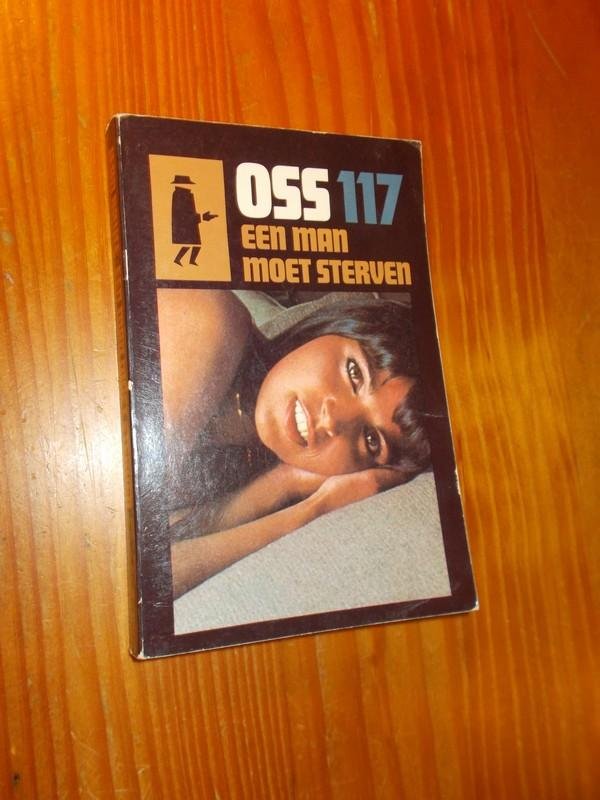 OSS 117
EEN MAN
MOET STERVEN